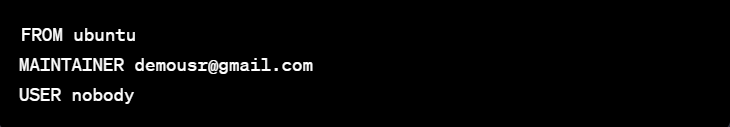 FROM ubuntu
MAINTAINER demousr@gmail.com
USER nobody